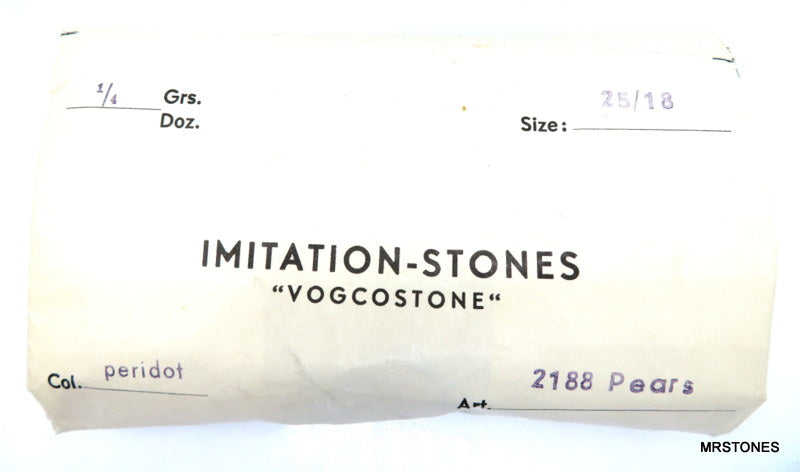 1/4 Grs.
Doz.
25/18
Size:
IMITATION-STONES
"VOGCOSTONE"
Col. peridot
2188 Pears
Art.
MRSTONES